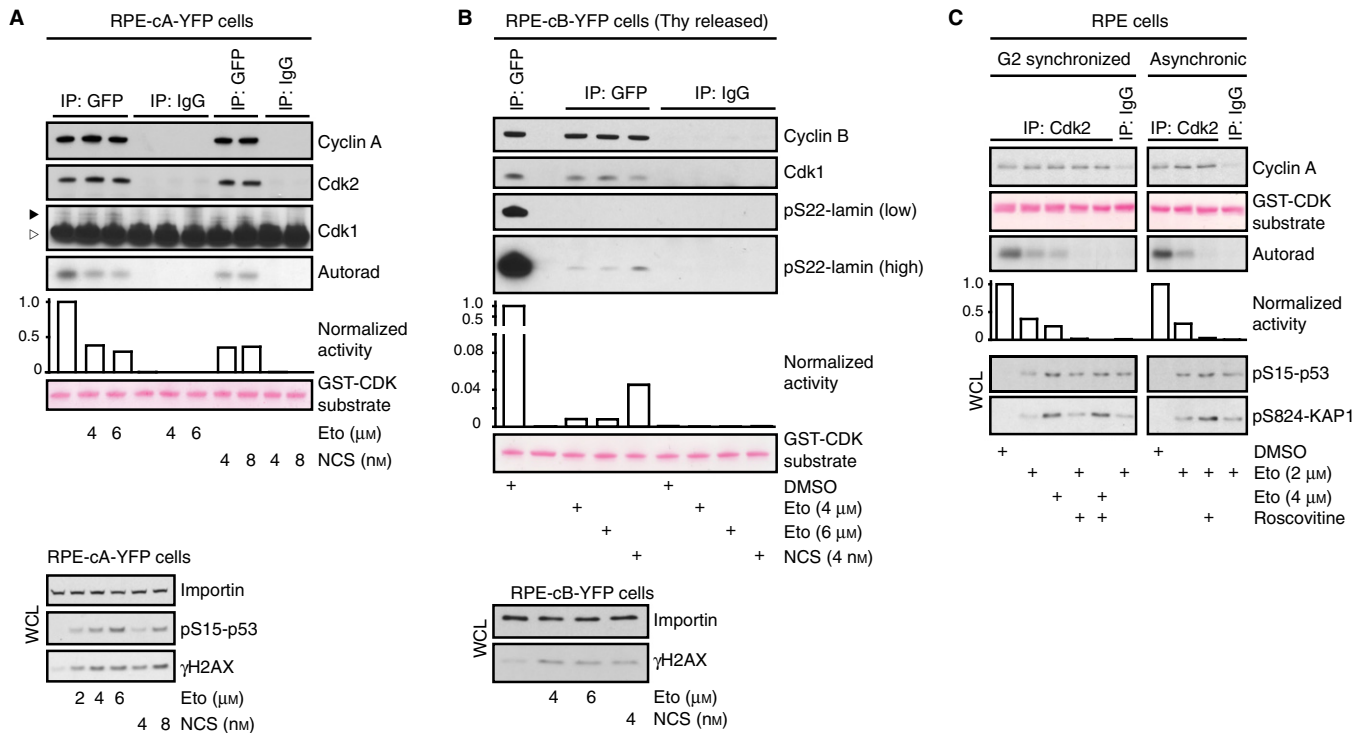 A
RPE-cA-YFP cells
IP: GFP
IP: IgG
IP: GFP
IP: IgG
Cyclin A
Cdk2
Cdk1
Autorad
1.0
0.5
0
Normalized
activity
GST-CDK
substrate
4 6 4 6 Eto (μM)
4 8 4 8 NCS (nM)
RPE-cA-YFP cells
WCL
Importin
pS15-p53
γH2AX
2 4 6 Eto (μM)
4 8 NCS (nM)
B
RPE-cB-YFP cells (Thy released)
IP: GFP
IP: GFP
IP: IgG
Cyclin B
Cdk1
pS22-lamin (low)
pS22-lamin (high)
1.0
0.5
0.08
0.04
0
Normalized
activity
GST-CDK
substrate
+ + DMSO
+ + Eto (4 μM)
+ + Eto (6 μM)
+ + NCS (4 nM)
RPE-cB-YFP cells
WCL
Importin
γH2AX
4 6 Eto (μM)
4 NCS (nM)
C
RPE cells
G2 synchronized
Asynchronic
IP: Cdk2
IP: IgG
IP: Cdk2
IP: IgG
Cyclin A
GST-CDK
substrate
Autorad
1.0
0.5
0
Normalized
activity
WCL
pS15-p53
pS824-KAP1
+ + DMSO
+ + + + + + Eto (2 μM)
+ + Eto (4 μM)
+ + + Roscovitine